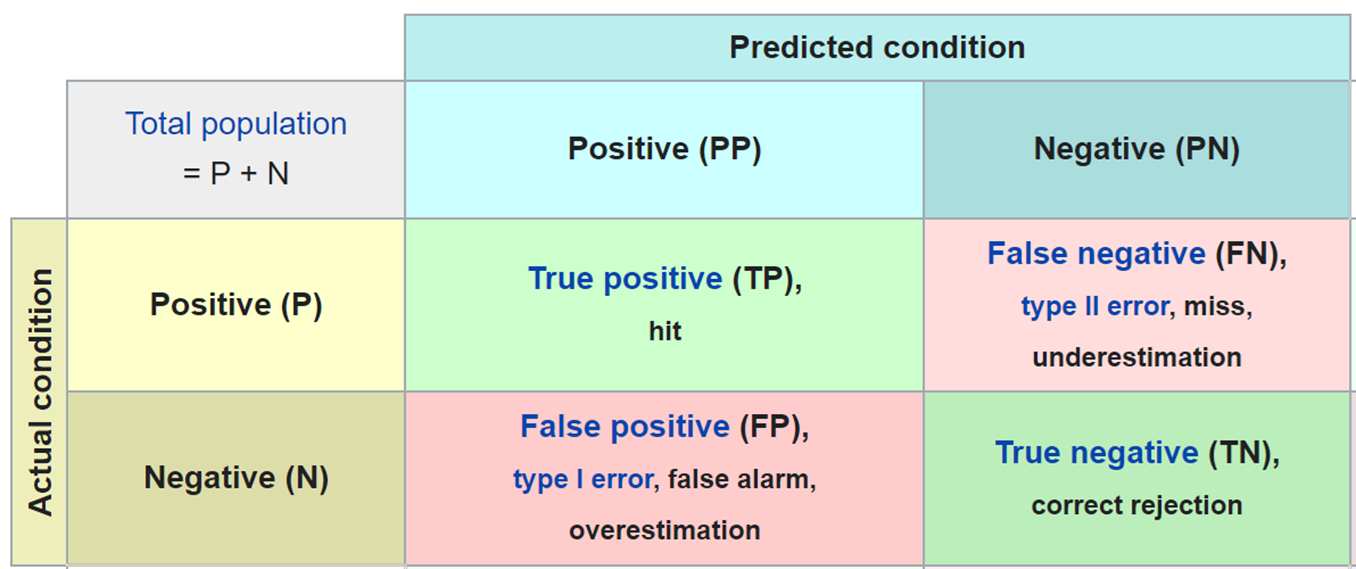 Predicted condition
Total population
= P + N
Positive (PP)
Negative (PN)
Actual condition
Positive (P)
True positive (TP),
hit
False negative (FN),
type II error, miss,
underestimation
Negative (N)
False positive (FP),
type I error, false alarm,
overestimation
True negative (TN),
correct rejection